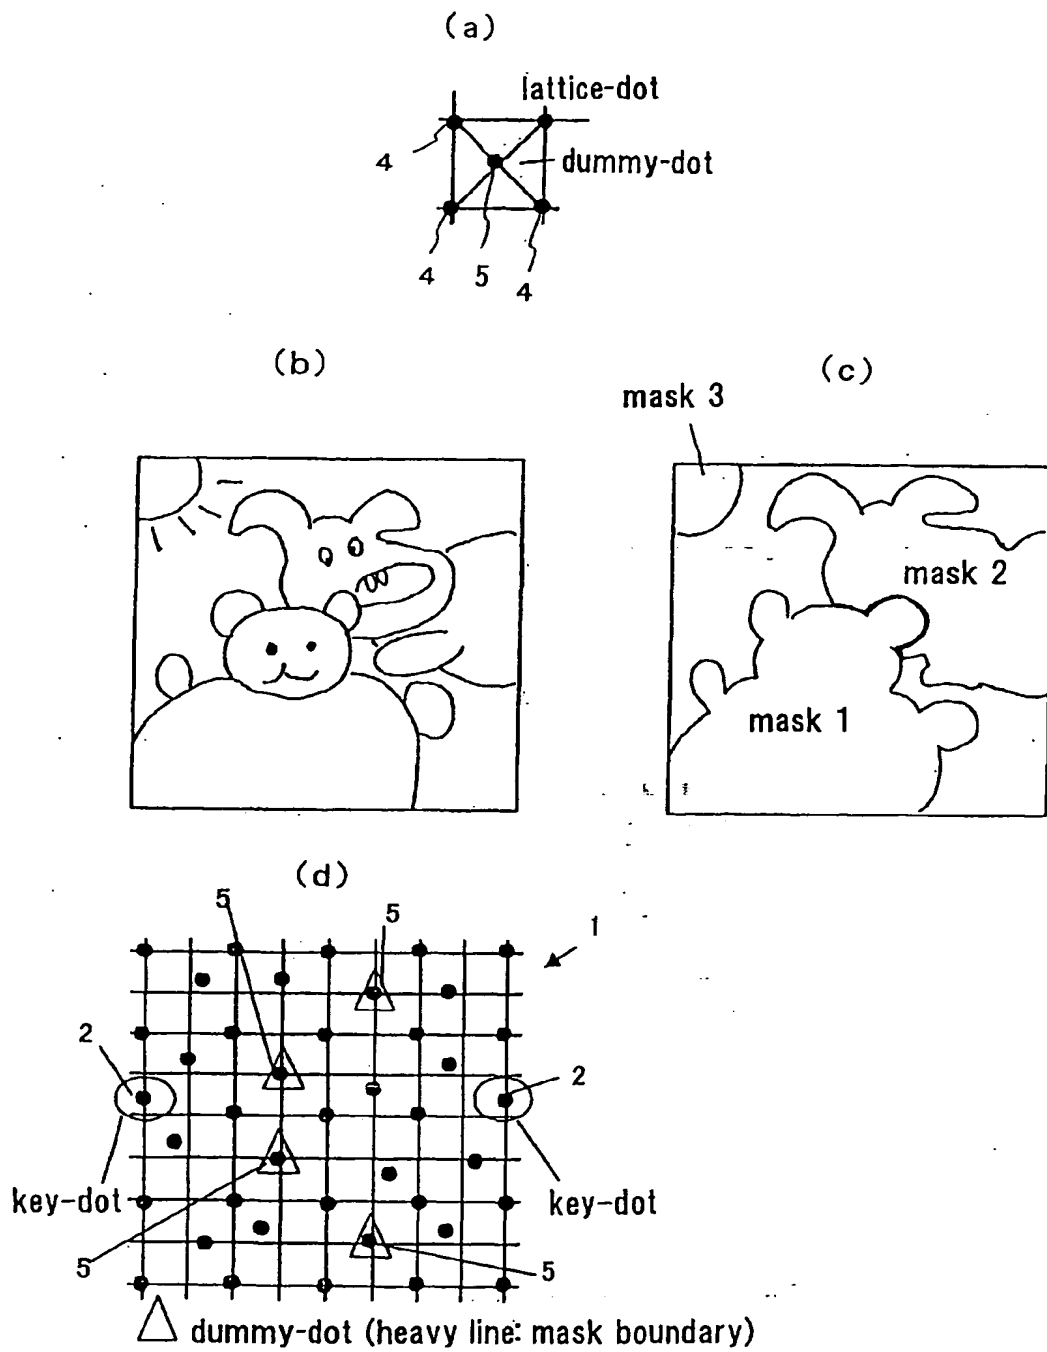 (a)
lattice-dot
4
dummy-dot
4
5
4
(b)
(c)
mask 3
mask 2
mask 1
(d)
5
5
1
2
2
key-dot
key-dot
5
5
△ dummy-dot (heavy line: mask boundary)